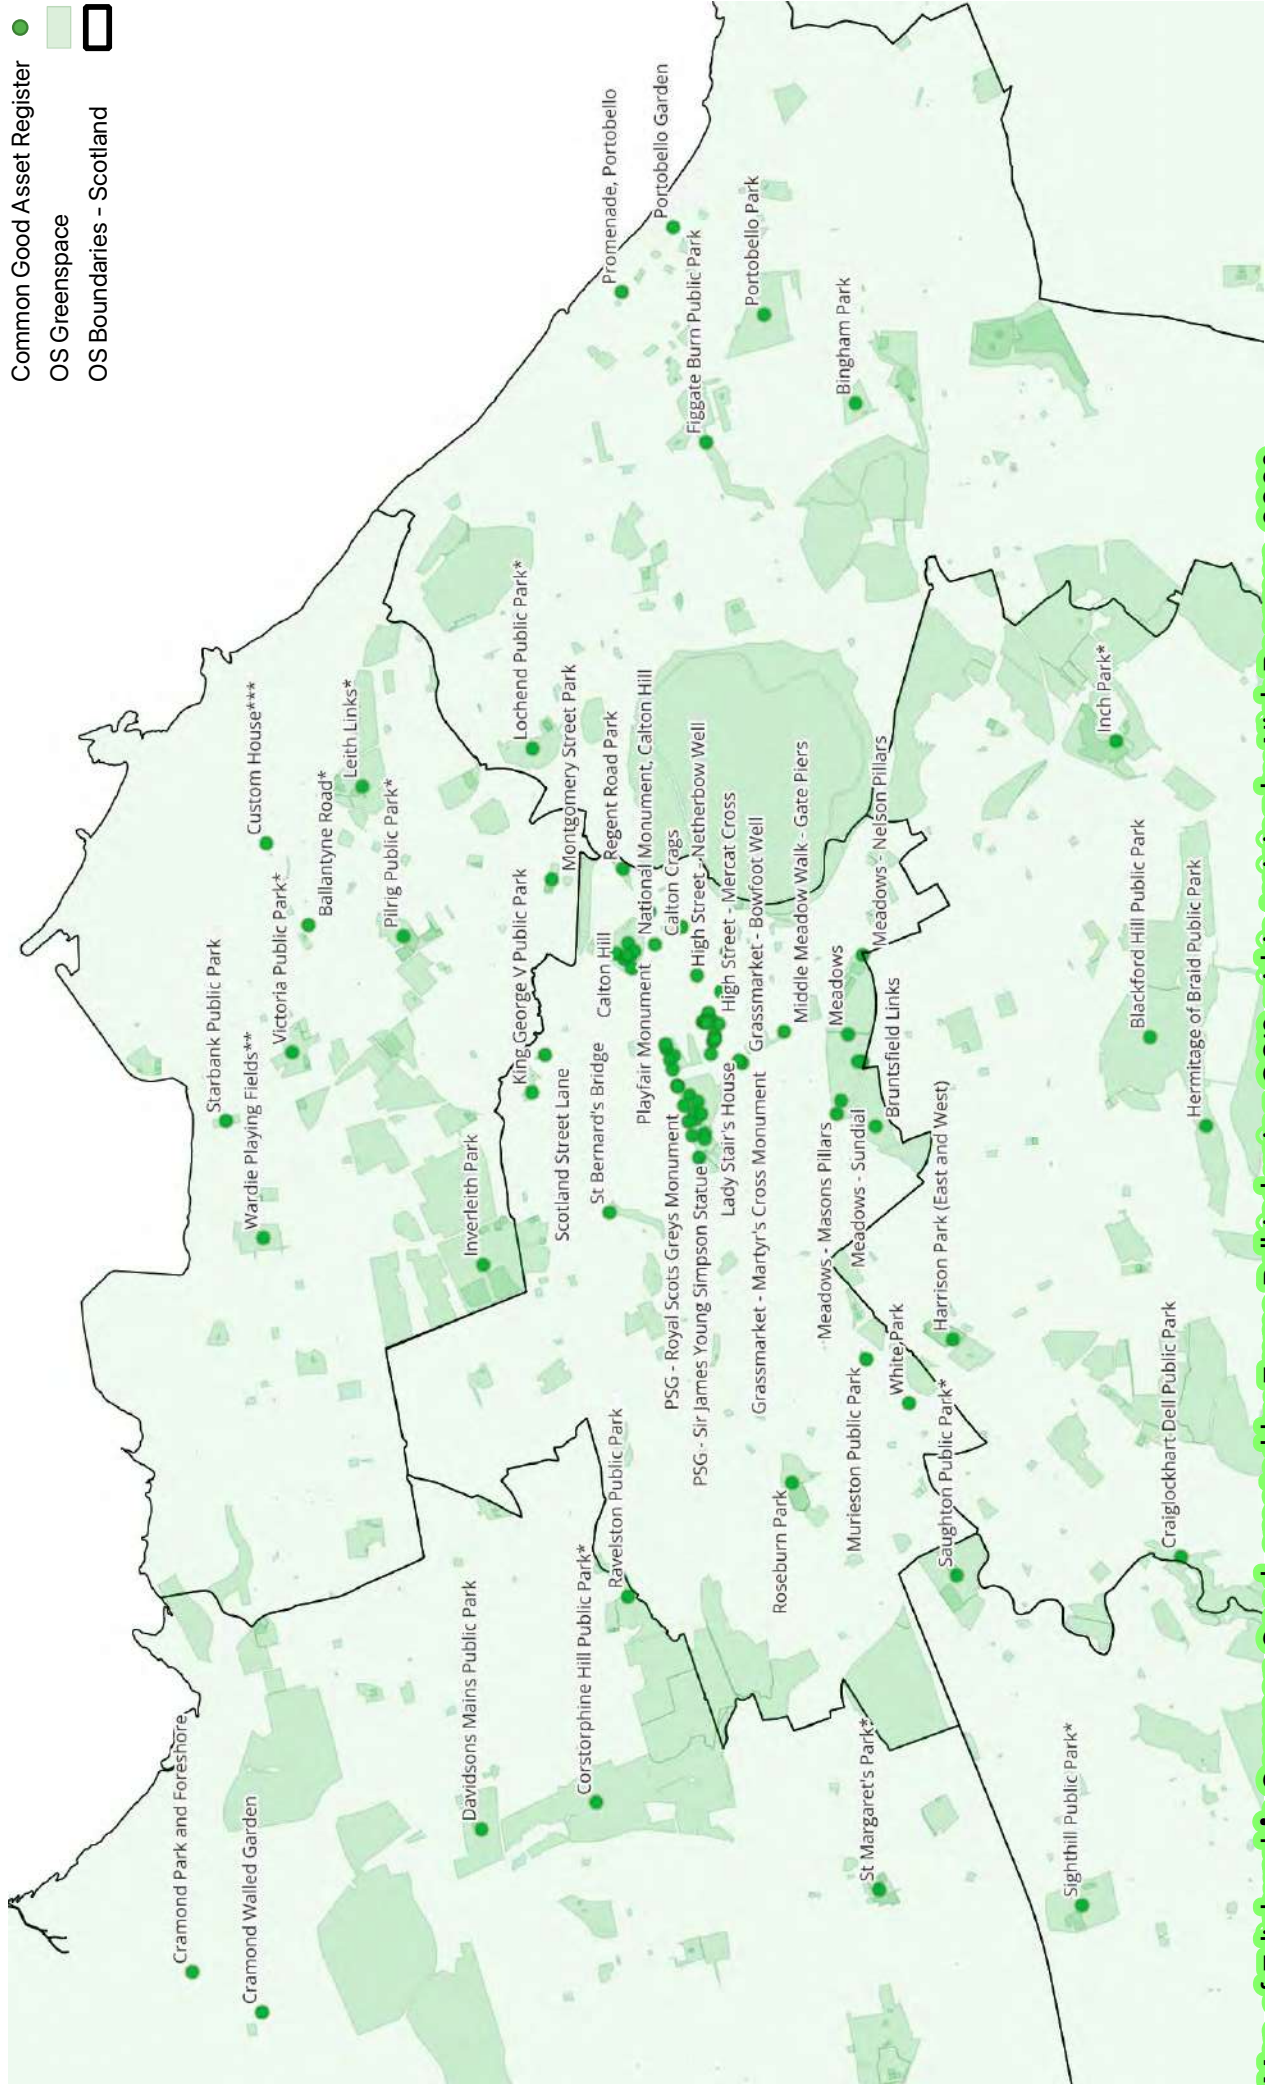 Common Good Asset Register
OS Greenspace
OS Boundaries - Scotland
Cramond Park and Foreshore
Cramond Walled Garden
Starbank Public Park
Wardie Playing Fields**
Custom House***
Victoria Public Park*
Ballantyne Road*
Leith Links*
Pilrig Public Park*
Inverleith Park
Davidsons Mains Public Park
King George V Public Park
Lochend Public Park*
Scotland Street Lane
Montgomery Street Park
Corstorphine Hill Public Park*
St Bernard's Bridge
Calton Hill
Regent Road Park
Promenade, Portobello
Ravelston Public Park
Playfair Monument
National Monument, Calton Hill
Portobello Garden
PSG - Royal Scots Greys Monument
Calton Crags
PSG - Sir James Young Simpson Statue
High Street - Netherbow Well
Figgate Burn Public Park
Lady Stair's House
High Street - Mercat Cross
Grassmarket - Martyr's Cross Monument
Grassmarket - Bowfoot Well
Portobello Park
Roseburn Park
Middle Meadow Walk - Gate Piers
Meadows - Masons Pillars
Meadows
Bingham Park
Murieston Public Park
Meadows - Sundial
St Margaret's Park*
Meadows - Nelson Pillars
White Park
Bruntsfield Links
Saughton Public Park*
Harrison Park (East and West)
Sighthill Public Park*
Inch Park*
Blackford Hill Public Park
Craiglockhart Dell Public Park
Hermitage of Braid Public Park